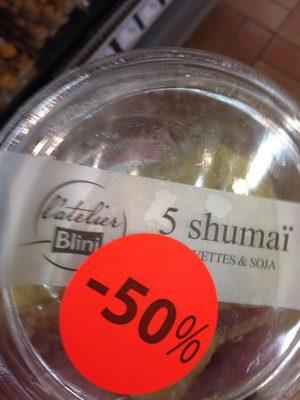 l'atelier
Blini
5 shumaï
VETTES & SOJA
-50%